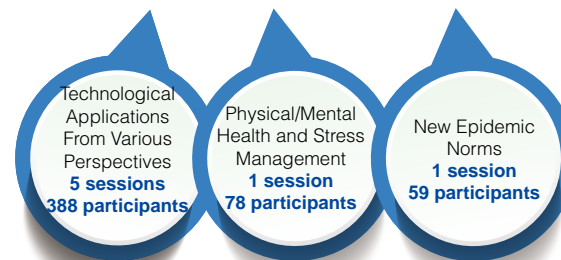 Technological
Applications
From Various
Perspectives
5 sessions
388 participants
Physical/Mental
Health and Stress
Management
1 session
78 participants
New Epidemic
Norms
1 session
59 participants